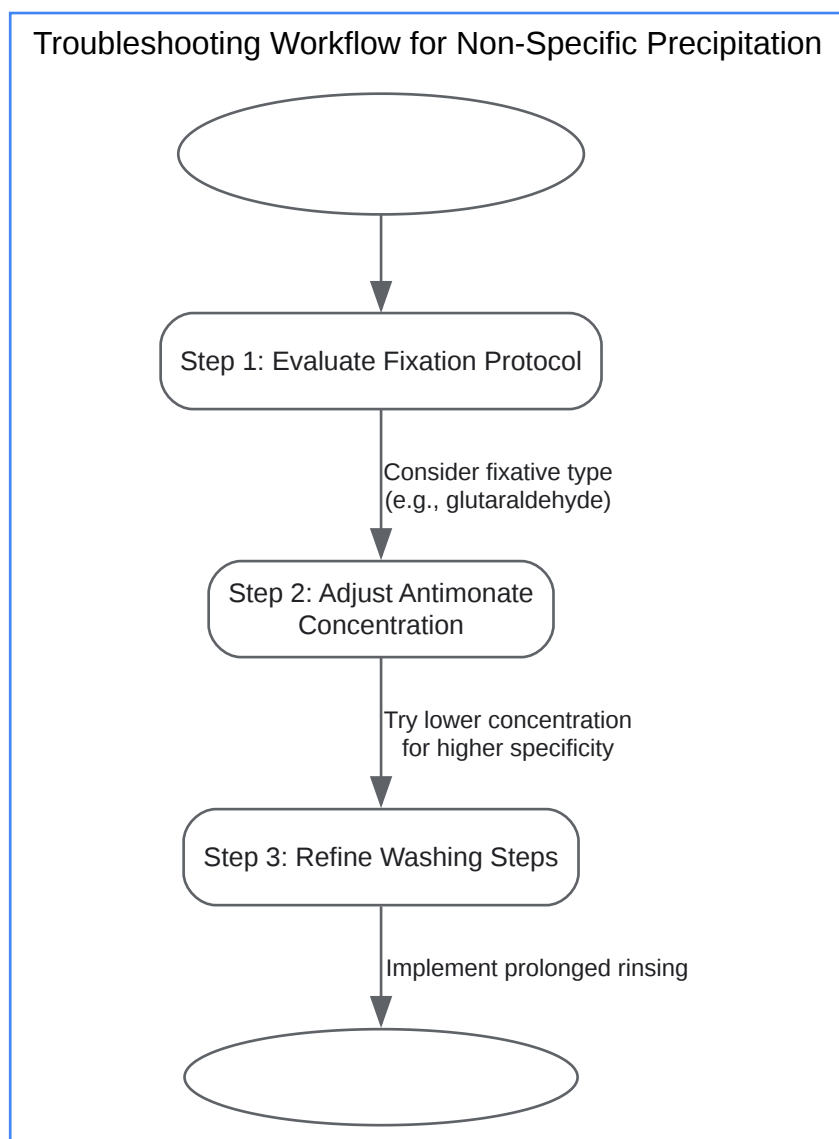 Troubleshooting Workflow for Non-Specific Precipitation
Step 1: Evaluate Fixation Protocol
Consider fixative type
(e.g., glutaraldehyde)
Step 2: Adjust Antimonate
Concentration
Try lower concentration
for higher specificity
Step 3: Refine Washing Steps
Implement prolonged rinsing